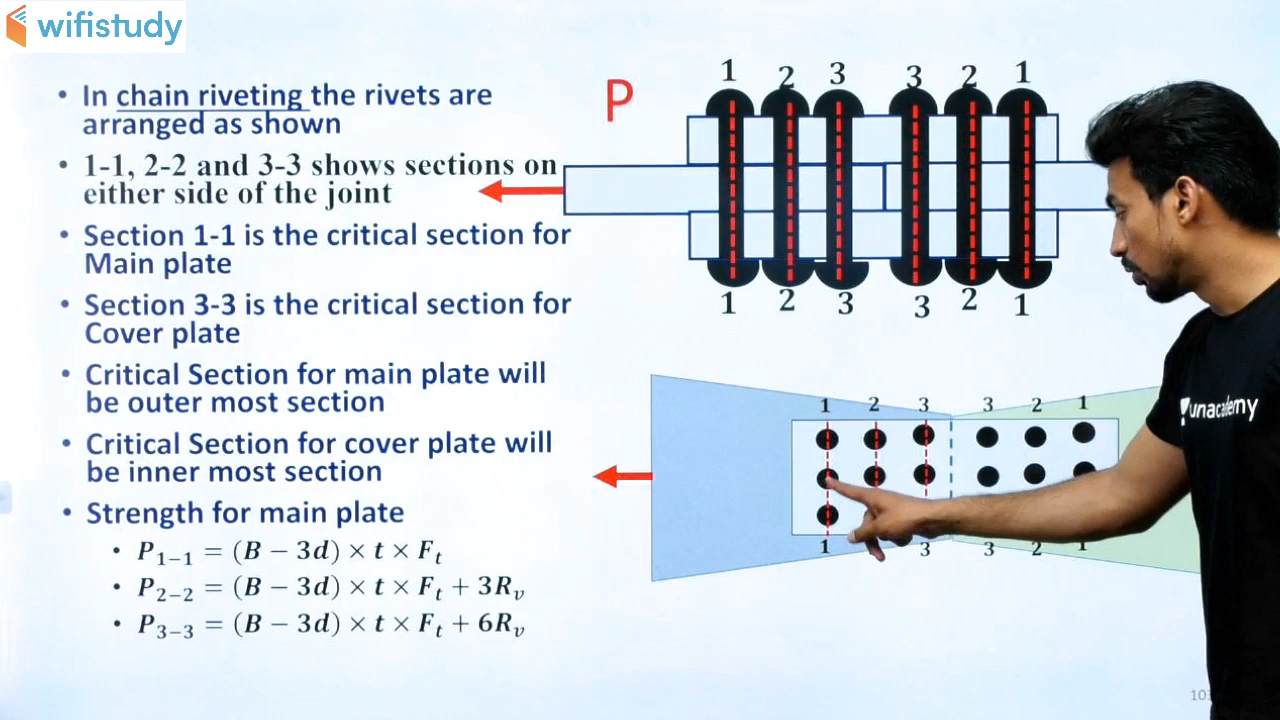 wifistudy
• In chain riveting the rivets are
arranged as shown
• 1-1, 2-2 and 3-3 shows sections on
either side of the joint
• Section 1-1 is the critical section for
Main plate
• Section 3-3 is the critical section for
Cover plate
• Critical Section for main plate will
be outer most section
• Critical Section for cover plate will
be inner most section
• Strength for main plate
• P₁₋₁ = (B − 3d) × t × Fₜ
• P₂₋₂ = (B − 3d) × t × Fₜ + 3Rᵥ
• P₃₋₃ = (B − 3d) × t × Fₜ + 6Rᵥ
P
1 2 3 3 2 1
1 2 3 3 2 1
1 2 3 3 2 1
1 3 3 2 1
unacademy